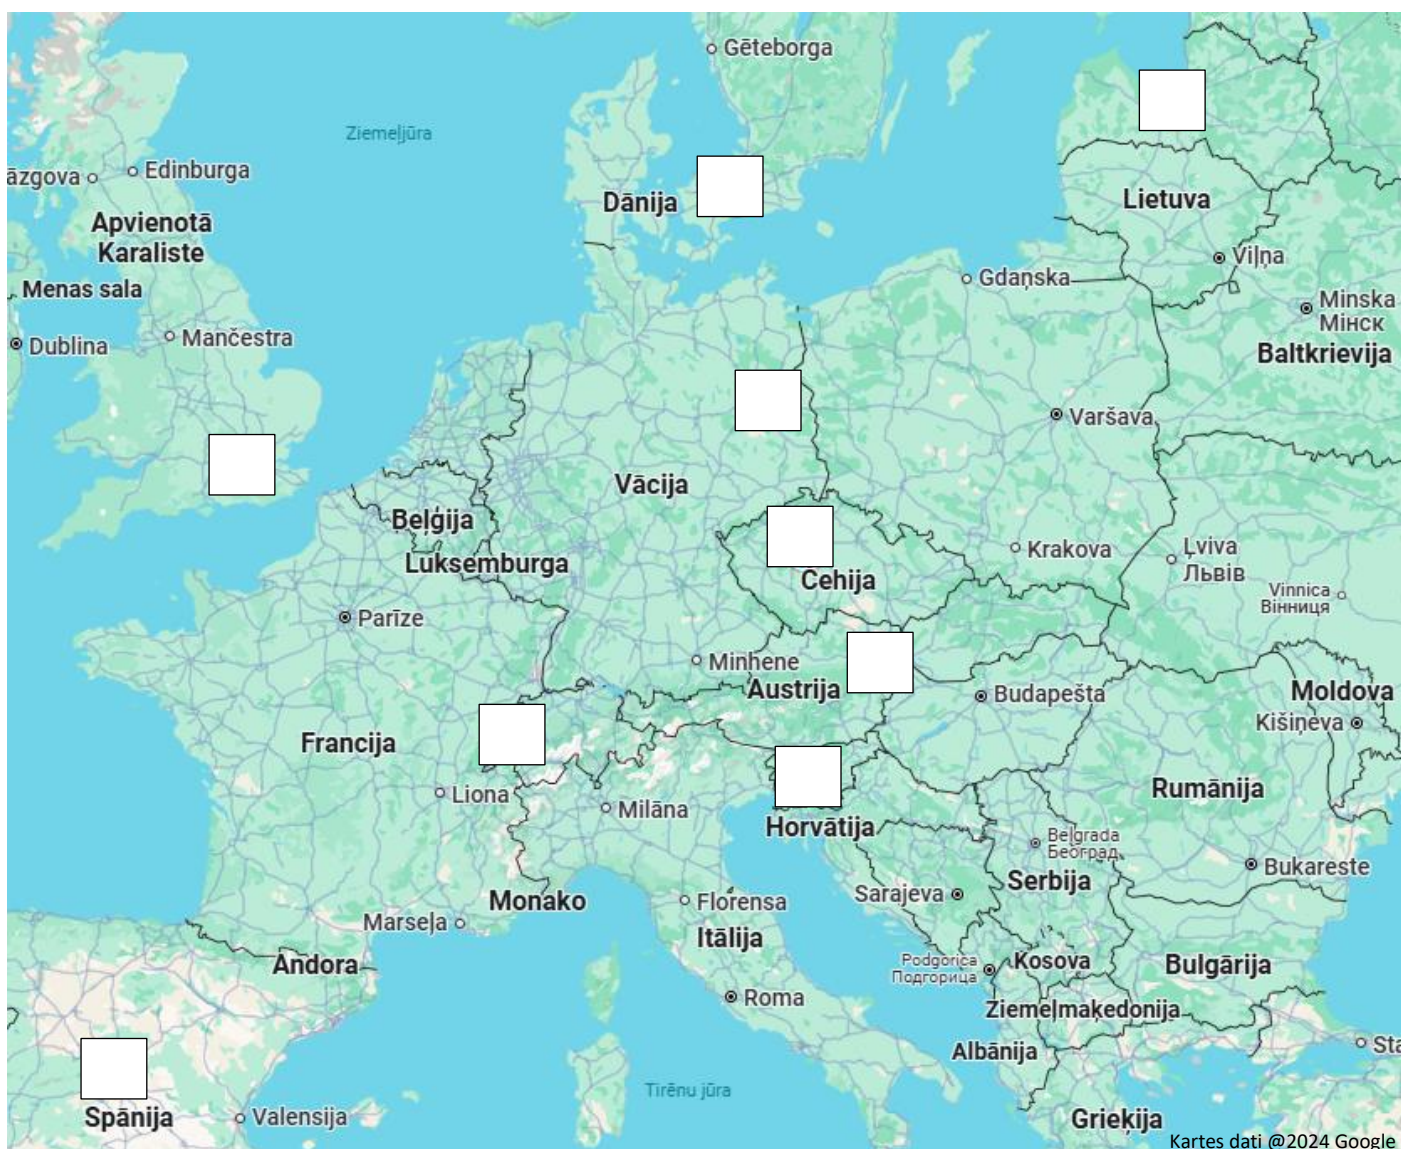 Gēteborga
Ziemeļjūra
āzgova
Edinburga
Apvienotā
Karaliste
Dānija
Lietuva
Menas sala
Viļņa
Gdaņska
Minska
Мінск
Dublina
Mančestra
Baltkrievija
Varšava
Vācija
Beļģija
Luksemburga
Krakova
Ļviva
Львів
Čehija
Vinnica
Вінниця
Parīze
Minhene
Austrija
Budapešta
Moldova
Kišiņeva
Francija
Liona
Milāna
Rumānija
Horvātija
Belgrada
Београд
Bukareste
Serbija
Sarajeva
Monako
Florensa
Marseļa
Itālija
Andora
Podgorica
Подгорица
Kosova
Bulgārija
Roma
Ziemeļmaķedonija
Albānija
Sta
Tirēnu jūra
Spānija
Valensija
Grieķija
Kartes dati @2024 Google